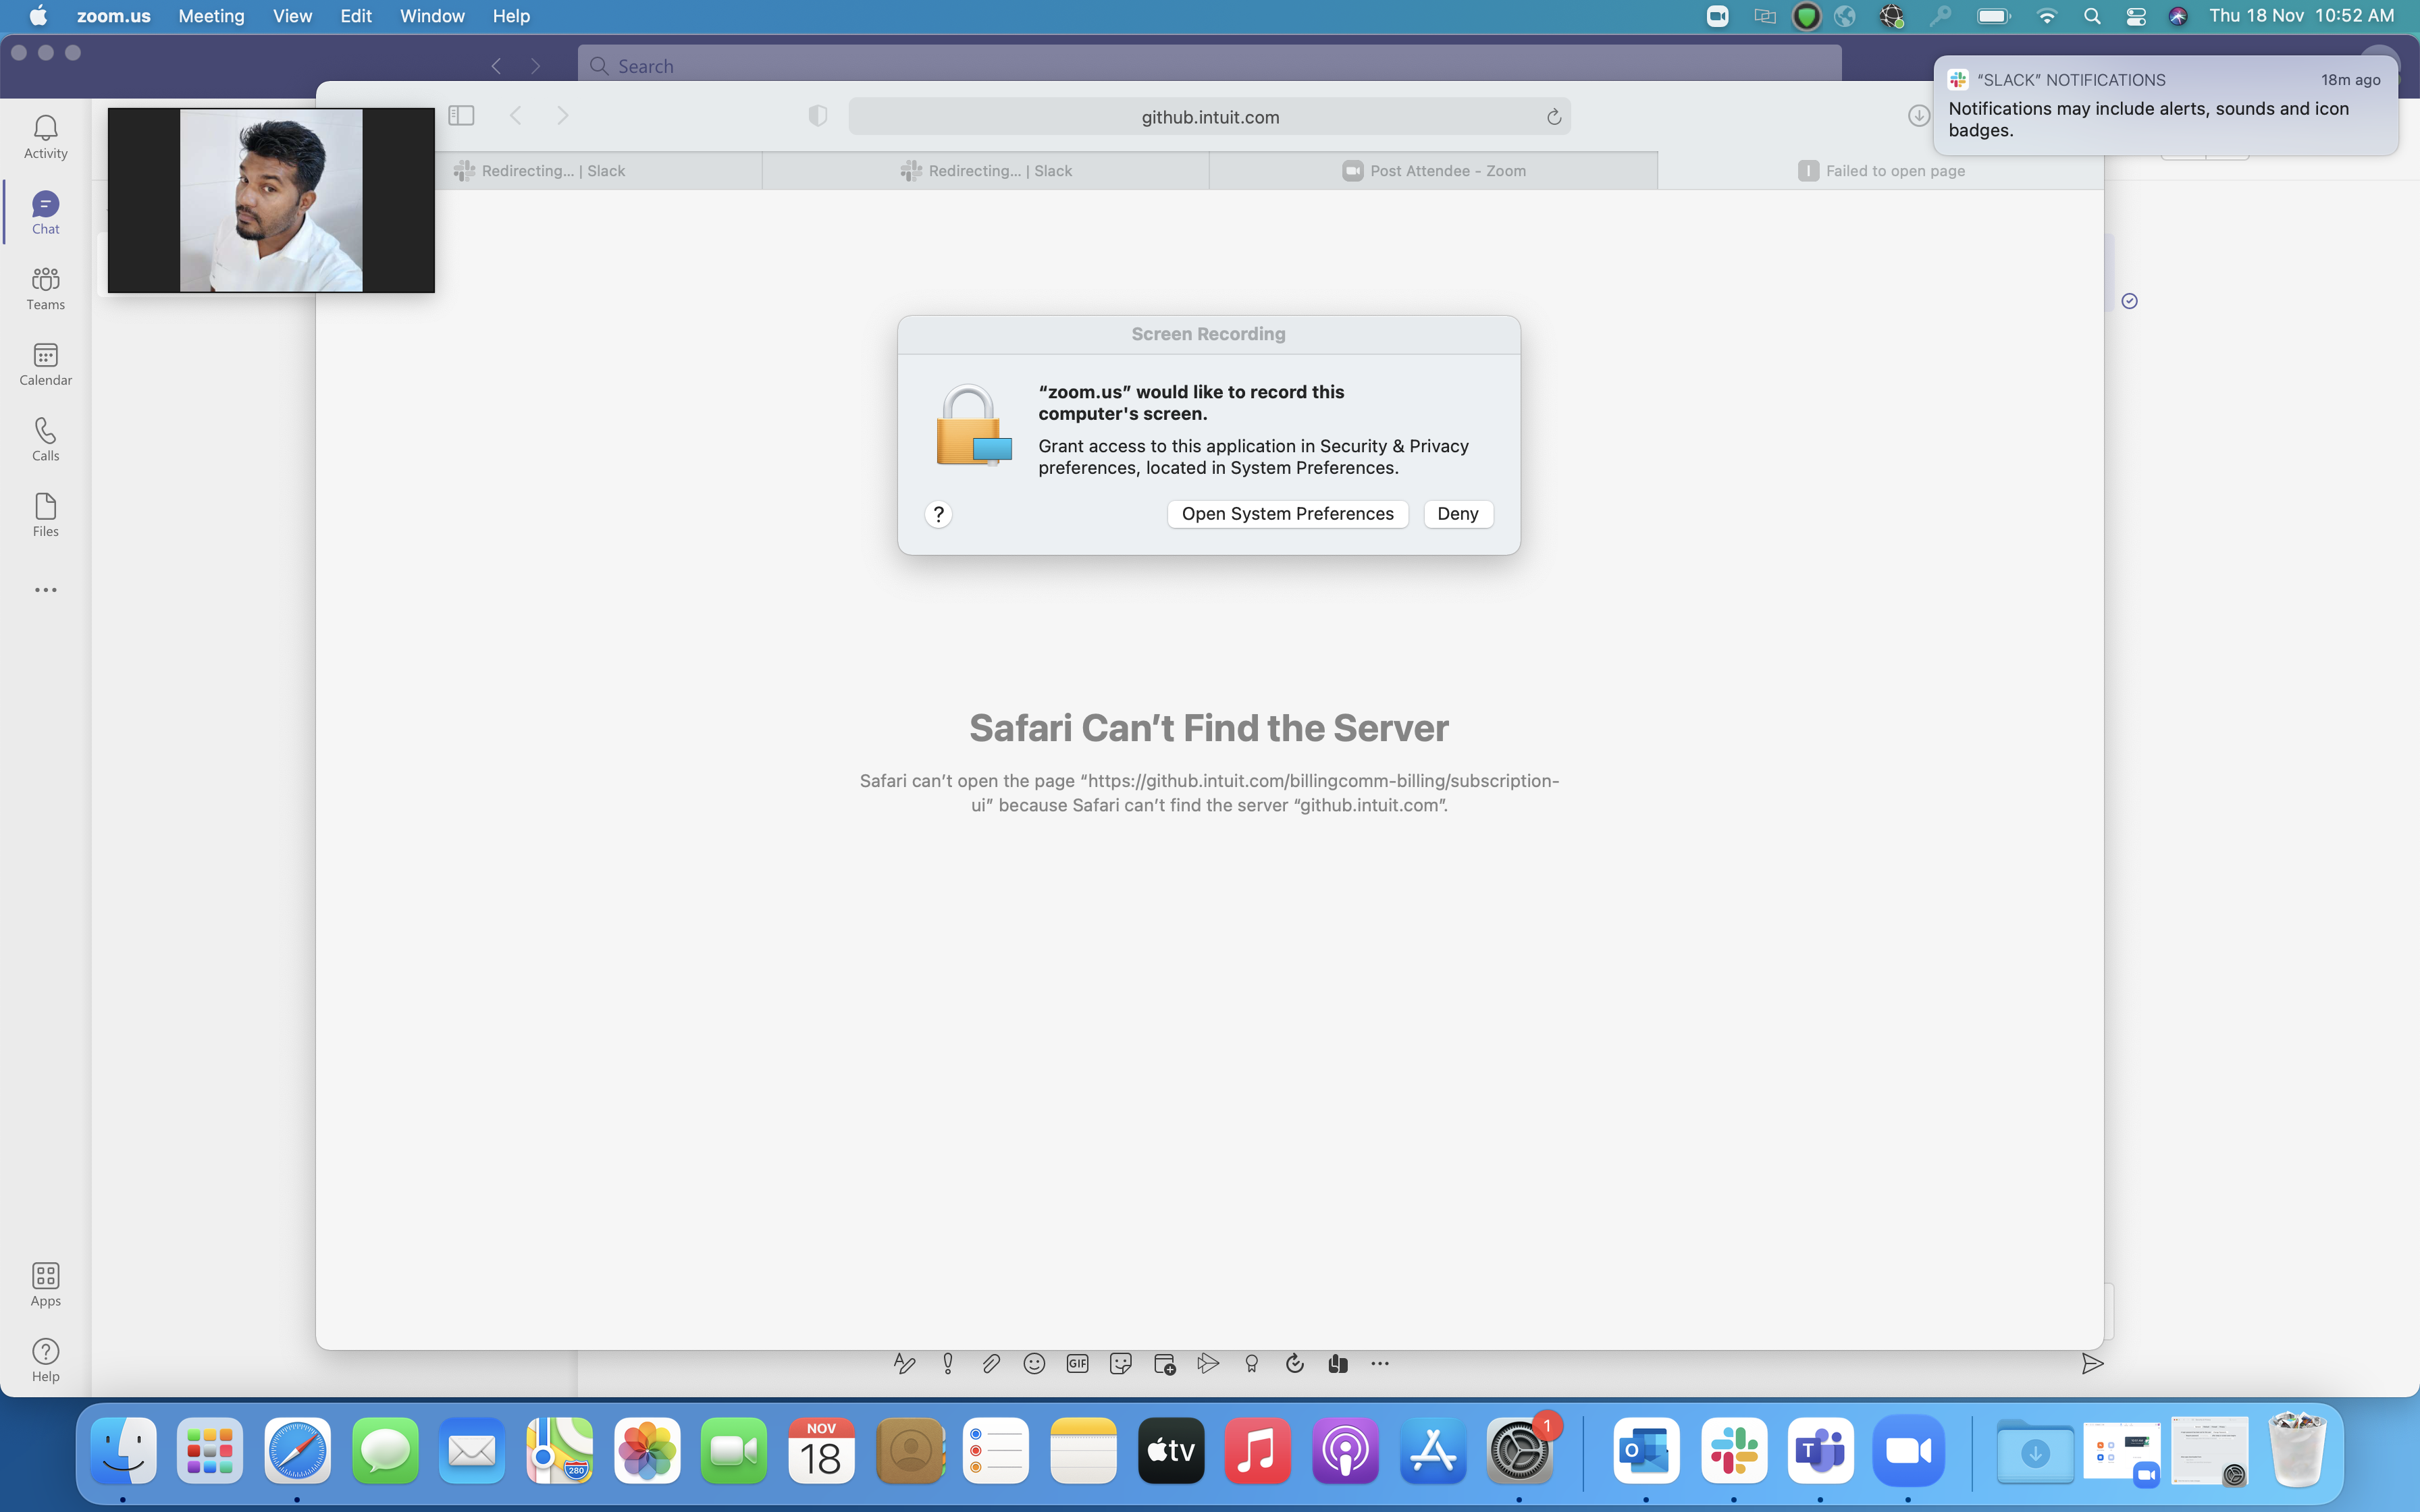 zoom.us Meeting View Edit Window Help
Thu 18 Nov 10:52 AM
Search
"SLACK" NOTIFICATIONS 18m ago
Notifications may include alerts, sounds and icon
badges.
github.intuit.com
Redirecting... | Slack
Redirecting... | Slack
Post Attendee - Zoom
Failed to open page
Activity
Chat
Teams
Calendar
Calls
Files
Apps
Help
Screen Recording
“zoom.us” would like to record this
computer's screen.
Grant access to this application in Security & Privacy
preferences, located in System Preferences.
? Open System Preferences Deny
Safari Can’t Find the Server
Safari can’t open the page “https://github.intuit.com/billingcomm-billing/subscription-
ui” because Safari can’t find the server “github.intuit.com”.
GIF
280
NOV
18
tv
1
O
T